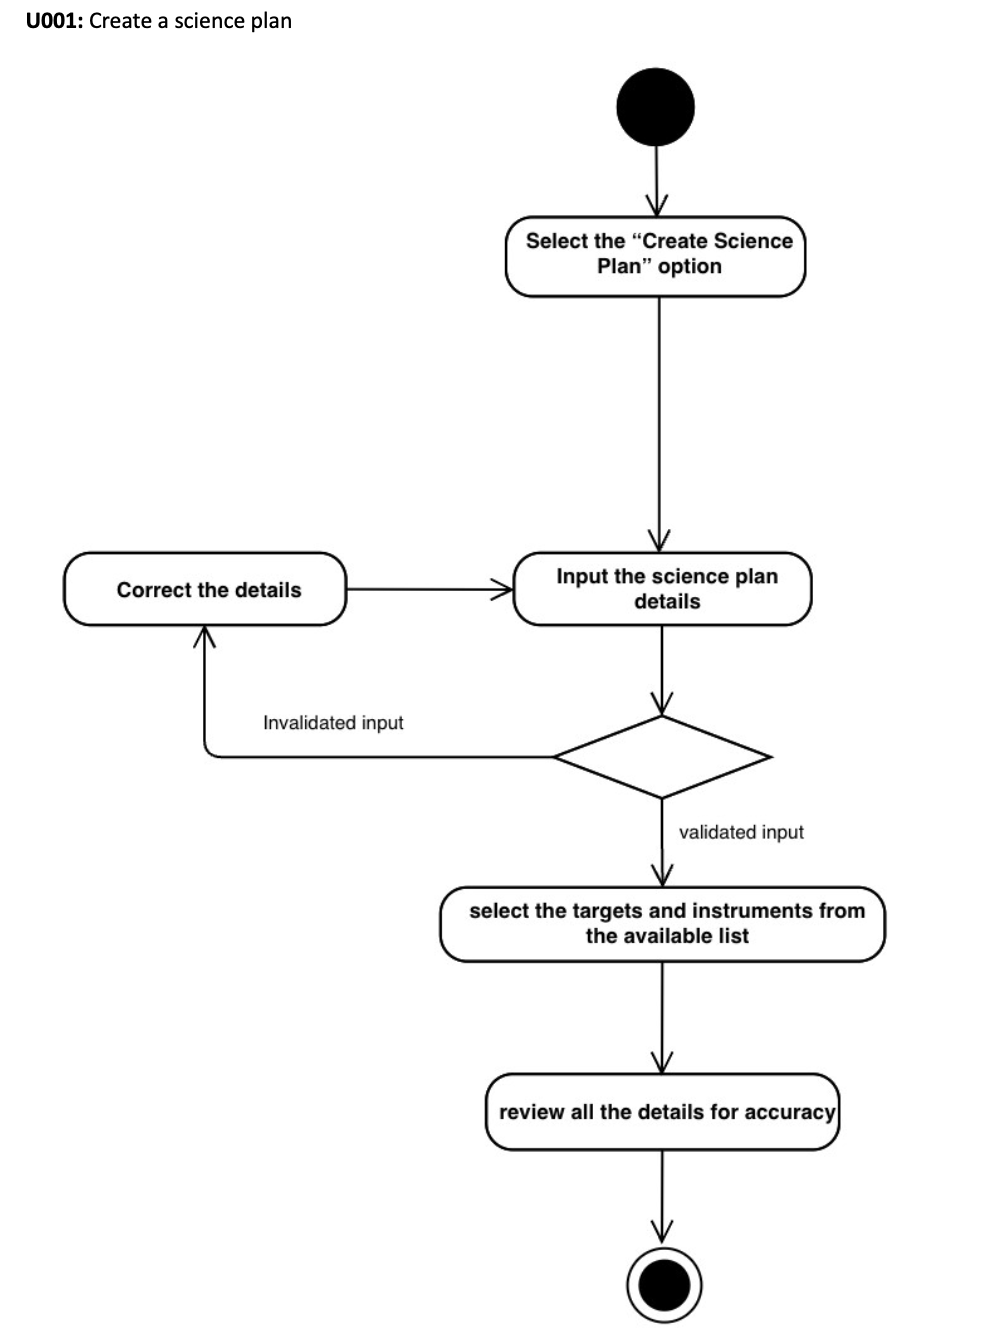 U001: Create a science plan
Select the “Create Science
Plan” option
Correct the details
Input the science plan
details
Invalidated input
validated input
select the targets and instruments from
the available list
review all the details for accuracy